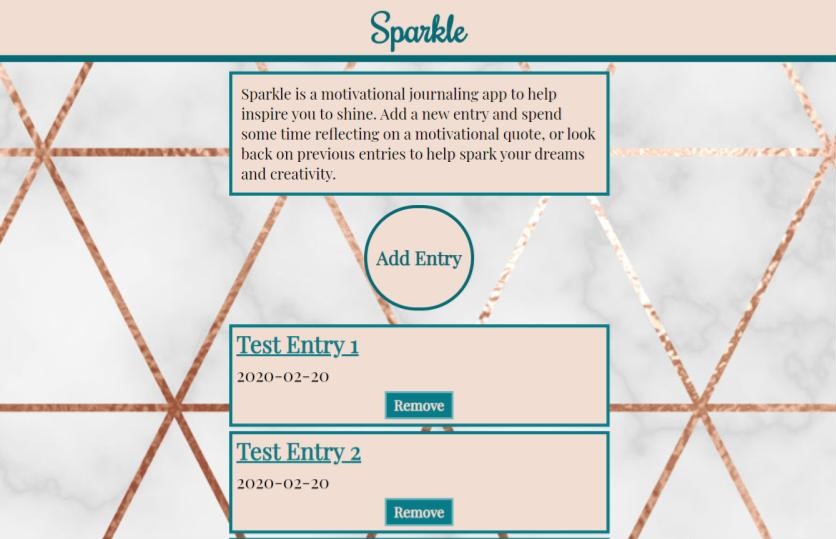 Sparkle
Sparkle is a motivational journaling app to help
inspire you to shine. Add a new entry and spend
some time reflecting on a motivational quote, or look
back on previous entries to help spark your dreams
and creativity.
Add Entry
Test Entry 1
2020-02-20
Remove
Test Entry 2
2020-02-20
Remove